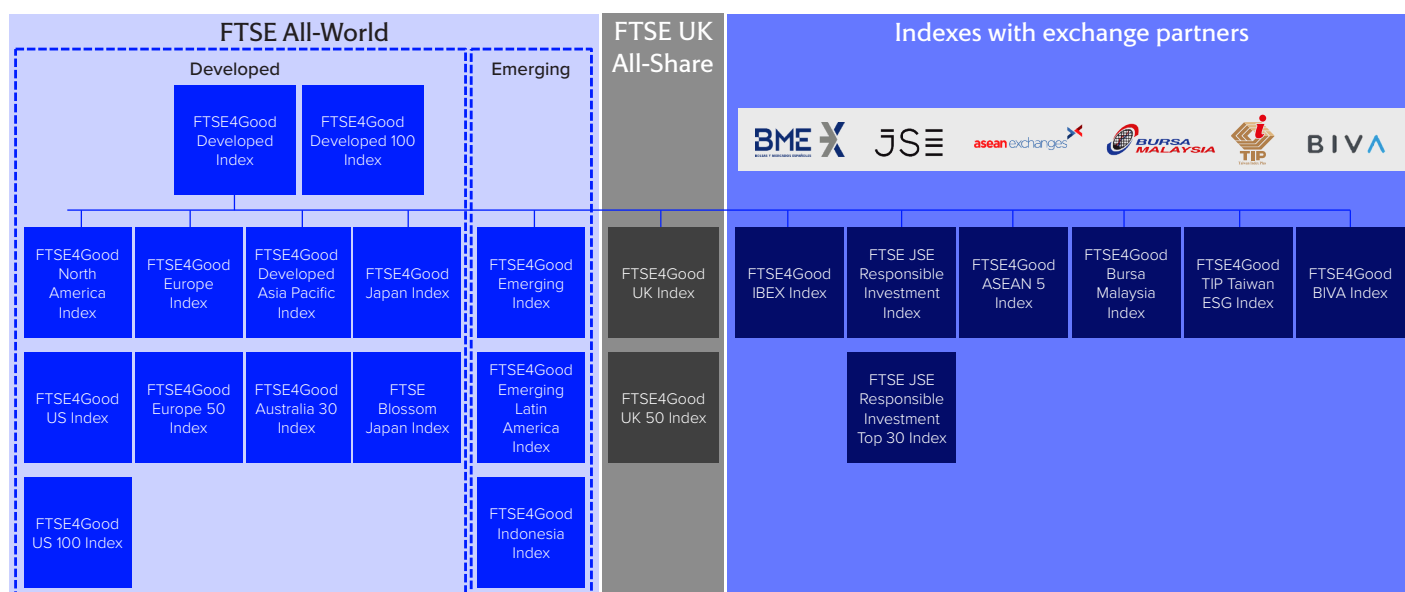 FTSE All-World
FTSE UK
All-Share
Indexes with exchange partners
Developed
Emerging
FTSE4Good
Developed
Index
FTSE4Good
Developed 100
Index
BME X
JSE
asean exchanges
BURSA
MALAYSIA
TIP
BIVA
FTSE4Good
North
America
Index
FTSE4Good
Europe
Index
FTSE4Good
Developed
Asia Pacific
Index
FTSE4Good
Japan Index
FTSE4Good
Emerging
Index
FTSE4Good
UK Index
FTSE4Good
IBEX Index
FTSE JSE
Responsible
Investment
Index
FTSE4Good
ASEAN 5
Index
FTSE4Good
Bursa
Malaysia
Index
FTSE4Good
TIP Taiwan
ESG Index
FTSE4Good
BIVA Index
FTSE4Good
US Index
FTSE4Good
Europe 50
Index
FTSE4Good
Australia 30
Index
FTSE
Blossom
Japan Index
FTSE4Good
Emerging
Latin
America
Index
FTSE4Good
UK 50 Index
FTSE JSE
Responsible
Investment
Top 30 Index
FTSE4Good
US 100 Index
FTSE4Good
Indonesia
Index